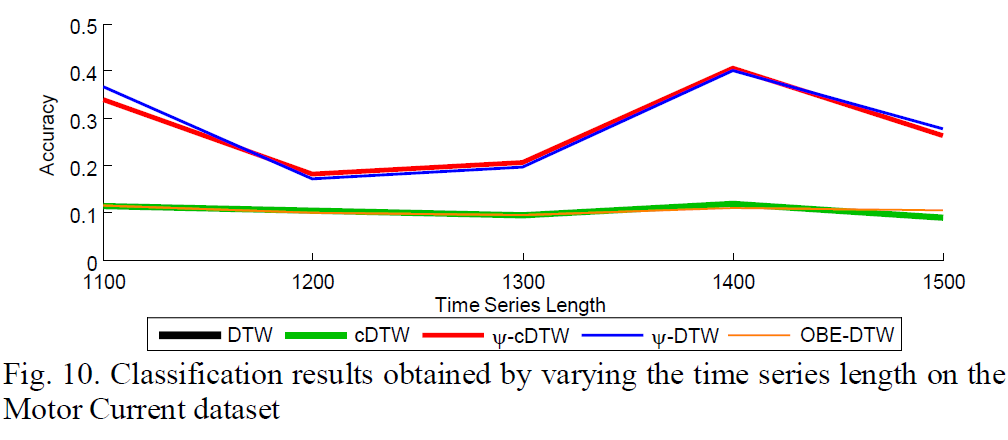 0.5
0.4
0.3
0.2
0.1
0
Accuracy
1100 1200 1300 1400 1500
Time Series Length
DTW cDTW ψ-cDTW ψ-DTW OBE-DTW
Fig. 10. Classification results obtained by varying the time series length on the
Motor Current dataset